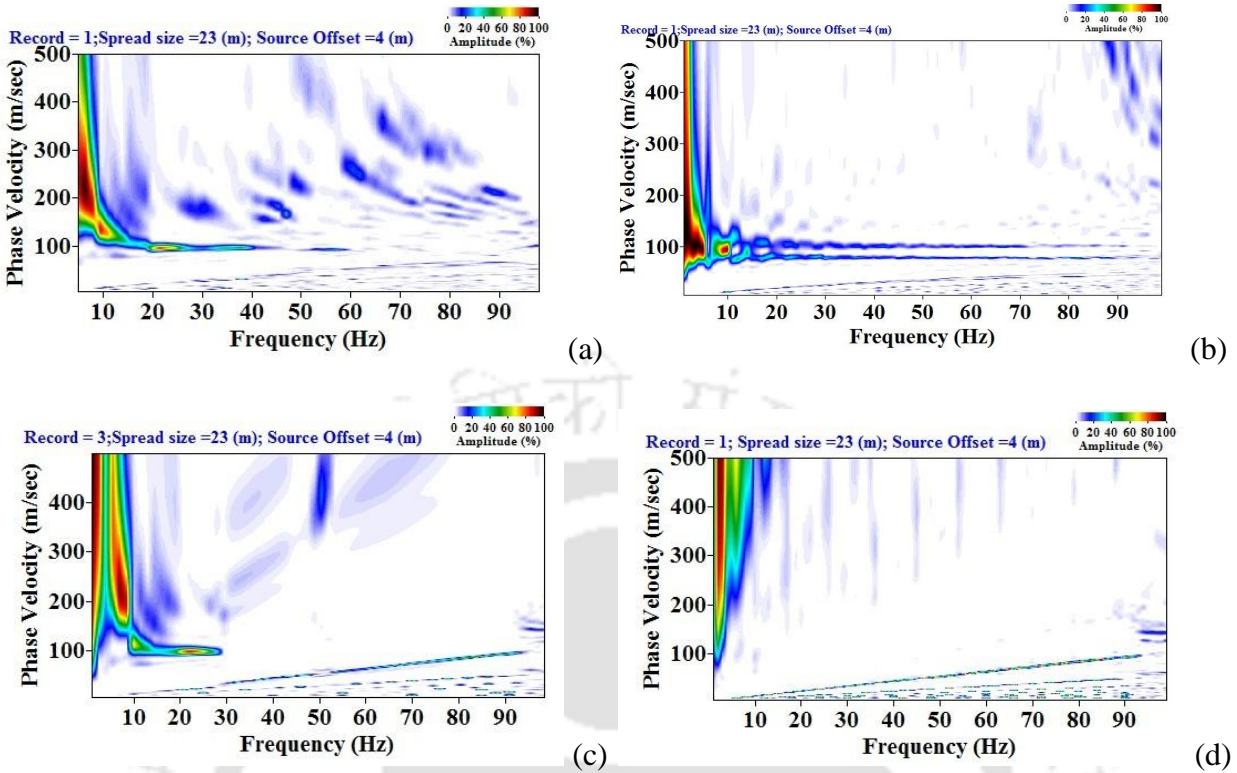 0 20 40 60 80 100
Amplitude (%)
Record = 1;Spread size =23 (m); Source Offset =4 (m)
500
400
300
200
100
Phase Velocity (m/sec)
10 20 30 40 50 60 70 80 90
Frequency (Hz)
(a)
0 20 40 60 80 100
Amplitude (%)
Record = 1;Spread size =23 (m); Source Offset =4 (m)
500
400
300
200
100
Phase Velocity (m/sec)
10 20 30 40 50 60 70 80 90
Frequency (Hz)
(b)
0 20 40 60 80 100
Amplitude (%)
Record = 3;Spread size =23 (m); Source Offset =4 (m)
400
300
200
100
Phase Velocity (m/sec)
10 20 30 40 50 60 70 80 90
Frequency (Hz)
(c)
0 20 40 60 80 100
Amplitude (%)
Record = 1; Spread size =23 (m); Source Offset =4 (m)
500
400
300
200
100
Phase Velocity (m/sec)
10 20 30 40 50 60 70 80 90
Frequency (Hz)
(d)